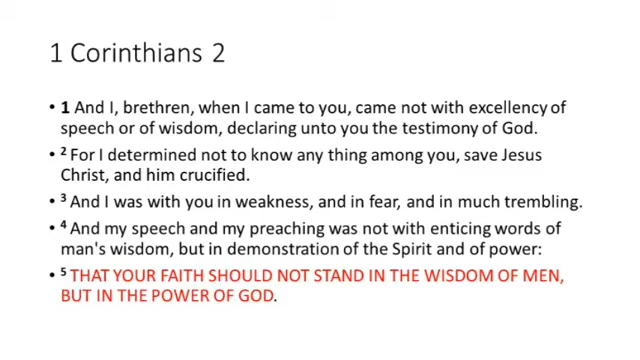 1 Corinthians 2
• 1 And I, brethren, when I came to you, came not with excellency of
speech or of wisdom, declaring unto you the testimony of God.
• 2 For I determined not to know any thing among you, save Jesus
Christ, and him crucified.
• 3 And I was with you in weakness, and in fear, and in much trembling.
• 4 And my speech and my preaching was not with enticing words of
man's wisdom, but in demonstration of the Spirit and of power:
• 5 THAT YOUR FAITH SHOULD NOT STAND IN THE WISDOM OF MEN,
BUT IN THE POWER OF GOD.